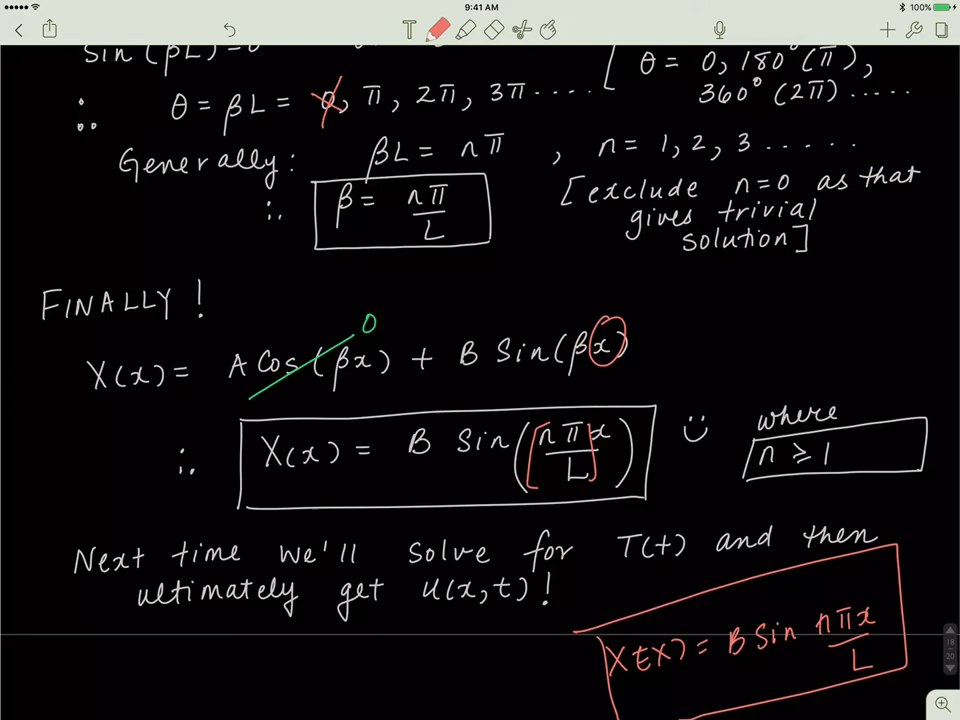 9:41 AM
100%
T
Sin (βL)=0
θ = 0, 180° (π),
360° (2π) .....
∴ θ = βL = 0, π, 2π, 3π .....
Generally: βL = nπ , n = 1, 2, 3 .....
∴ β = nπ/L
[exclude n=0 as that
gives trivial
solution]
FINALLY !
0
X(x) = A Cos(βx) + B Sin(βx)
∴ X(x) = B Sin(nπx/L) where
n ≥ 1
Next time we'll solve for T(t) and then
ultimately get u(x,t) !
X(x) = B Sin nπx/L
18
20